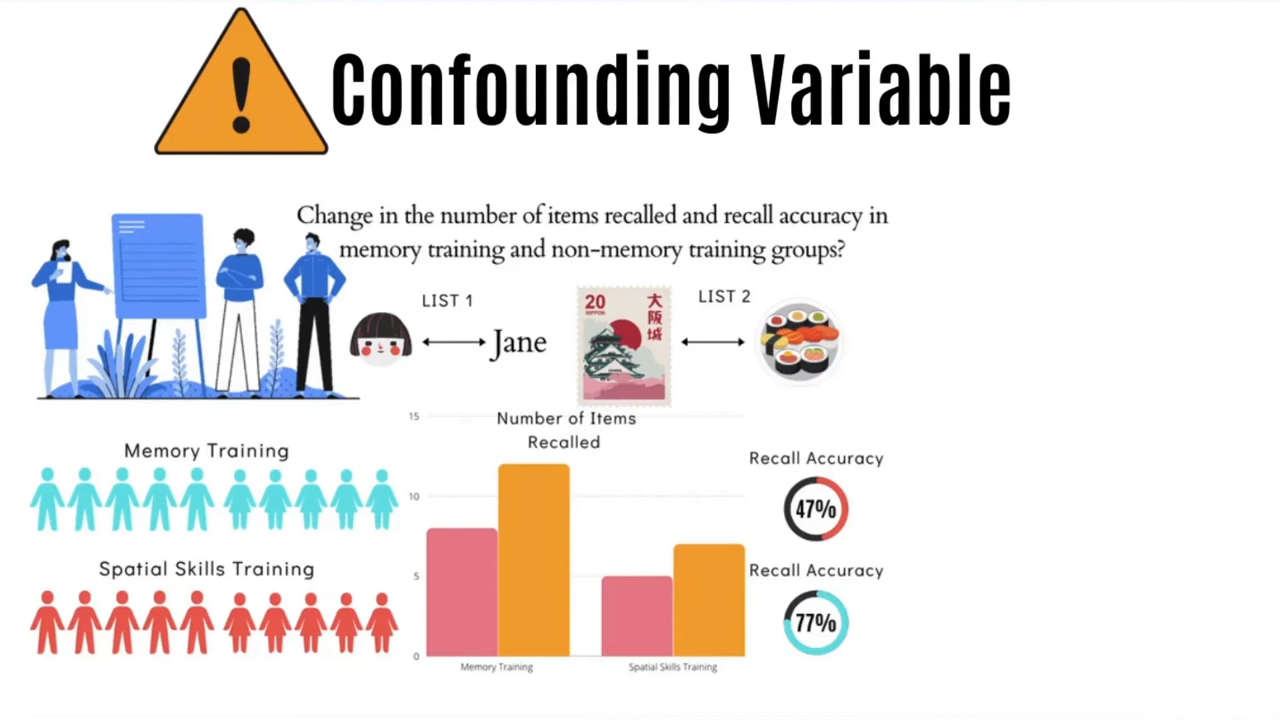 Confounding Variable
Change in the number of items recalled and recall accuracy in
memory training and non-memory training groups?
LIST 1
Jane
20
NIPPON
大阪城
LIST 2
Memory Training
Spatial Skills Training
Number of Items
Recalled
15
10
5
0
Memory Training
Spatial Skills Training
Recall Accuracy
47%
Recall Accuracy
77%